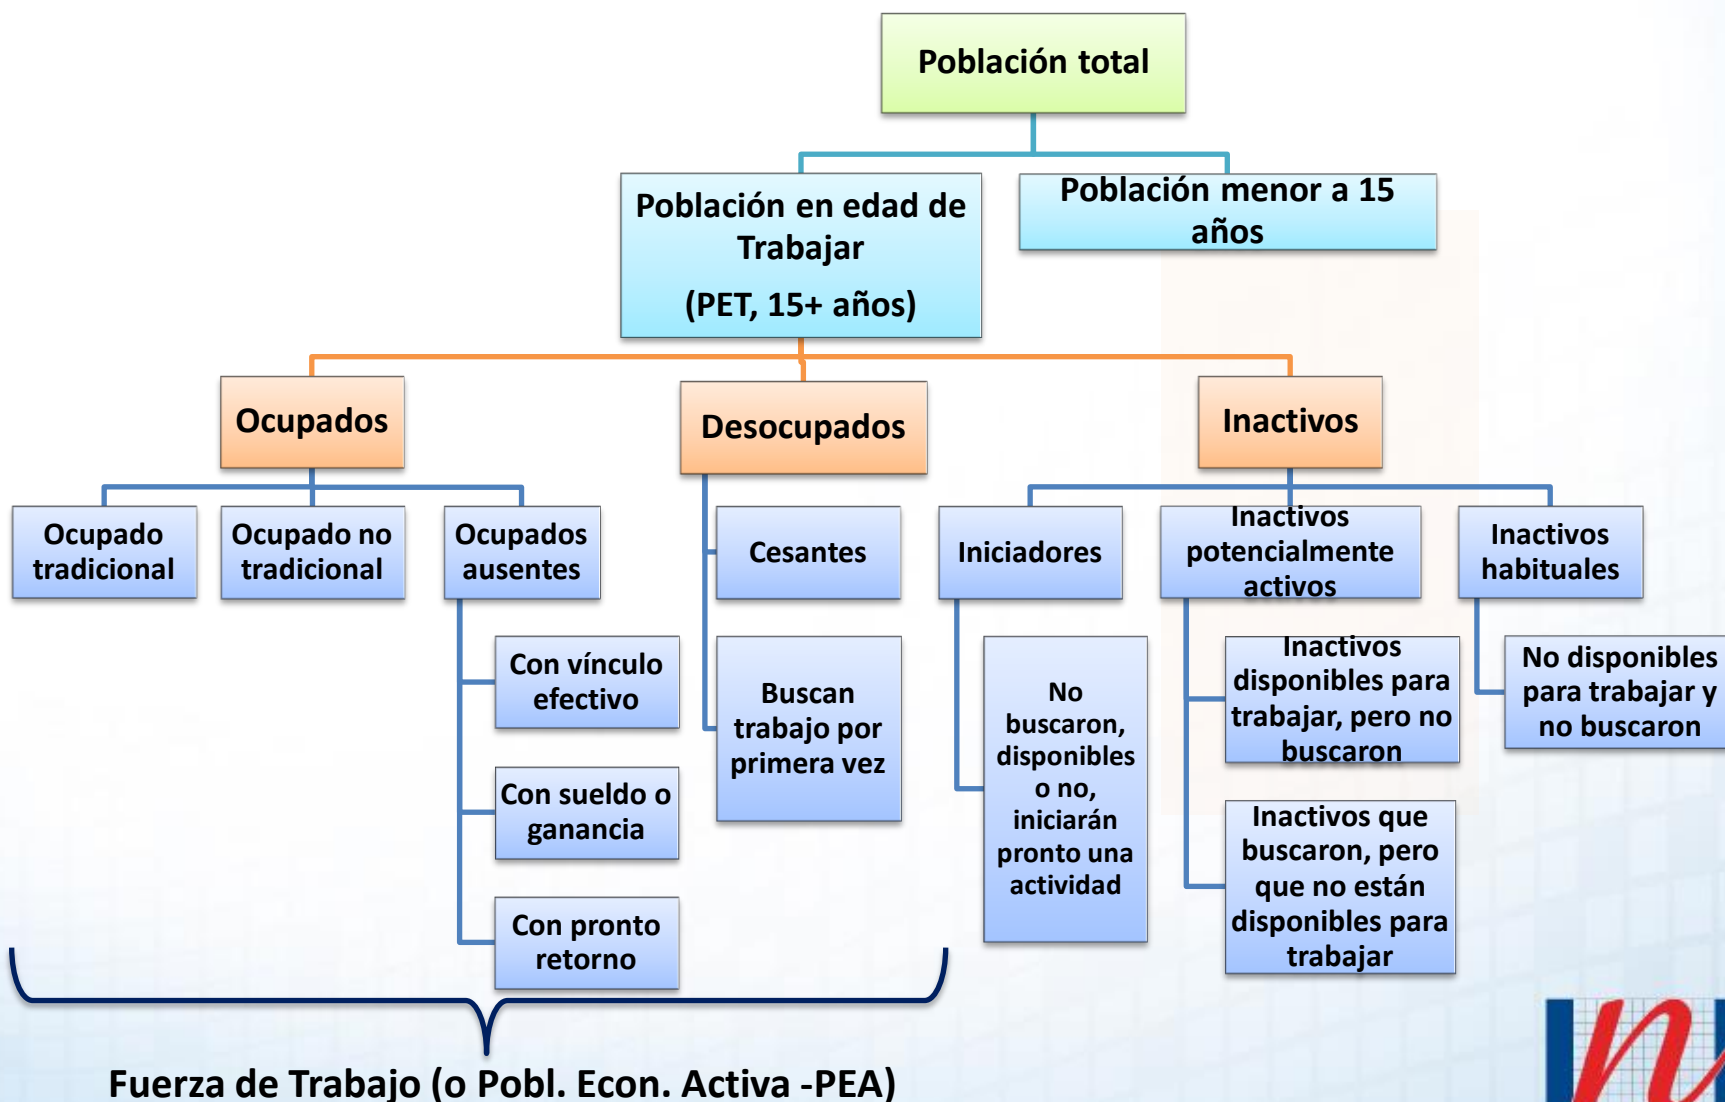 Población total
Población en edad de
Trabajar
(PET, 15+ años)
Población menor a 15
años
Ocupados
Desocupados
Inactivos
Ocupado
tradicional
Ocupado no
tradicional
Ocupados
ausentes
Con vínculo
efectivo
Con sueldo o
ganancia
Con pronto
retorno
Cesantes
Buscan
trabajo por
primera vez
Iniciadores
No
buscaron,
disponibles
o no,
iniciarán
pronto una
actividad
Inactivos
potencialmente
activos
Inactivos
disponibles para
trabajar, pero no
buscaron
Inactivos que
buscaron, pero
que no están
disponibles para
trabajar
Inactivos
habituales
No disponibles
para trabajar y
no buscaron
Fuerza de Trabajo (o Pobl. Econ. Activa -PEA)
n